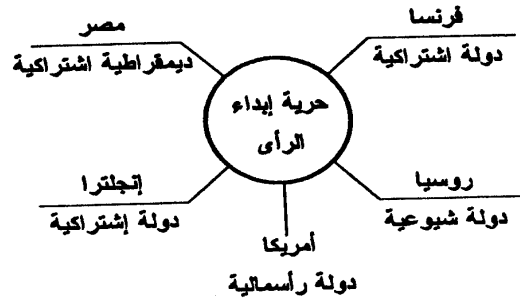 فرنسا
دولة اشتراكية
مصر
ديمقراطية اشتراكية
حرية إبداء
الرأى
روسيا
دولة شيوعية
إنجلترا
دولة إشتراكية
أمريكا
دولة رأسمالية